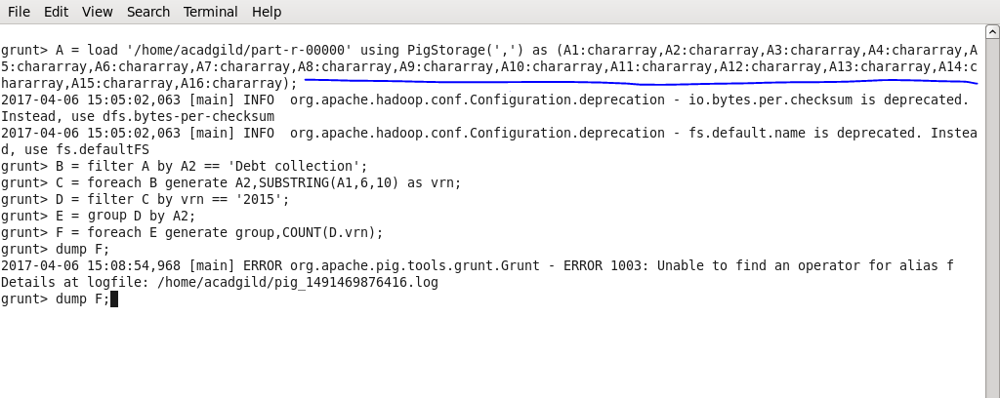 File Edit View Search Terminal Help
grunt> A = load '/home/acadgild/part-r-00000' using PigStorage(',') as (A1:chararray,A2:chararray,A3:chararray,A4:chararray,A
5:chararray,A6:chararray,A7:chararray,A8:chararray,A9:chararray,A10:chararray,A11:chararray,A12:chararray,A13:chararray,A14:c
hararray,A15:chararray,A16:chararray);
2017-04-06 15:05:02,063 [main] INFO  org.apache.hadoop.conf.Configuration.deprecation - io.bytes.per.checksum is deprecated.
Instead, use dfs.bytes-per-checksum
2017-04-06 15:05:02,063 [main] INFO  org.apache.hadoop.conf.Configuration.deprecation - fs.default.name is deprecated. Instea
d, use fs.defaultFS
grunt> B = filter A by A2 == 'Debt collection';
grunt> C = foreach B generate A2,SUBSTRING(A1,6,10) as vrn;
grunt> D = filter C by vrn == '2015';
grunt> E = group D by A2;
grunt> F = foreach E generate group,COUNT(D.vrn);
grunt> dump F;
2017-04-06 15:08:54,968 [main] ERROR org.apache.pig.tools.grunt.Grunt - ERROR 1003: Unable to find an operator for alias f
Details at logfile: /home/acadgild/pig_1491469876416.log
grunt> dump F;